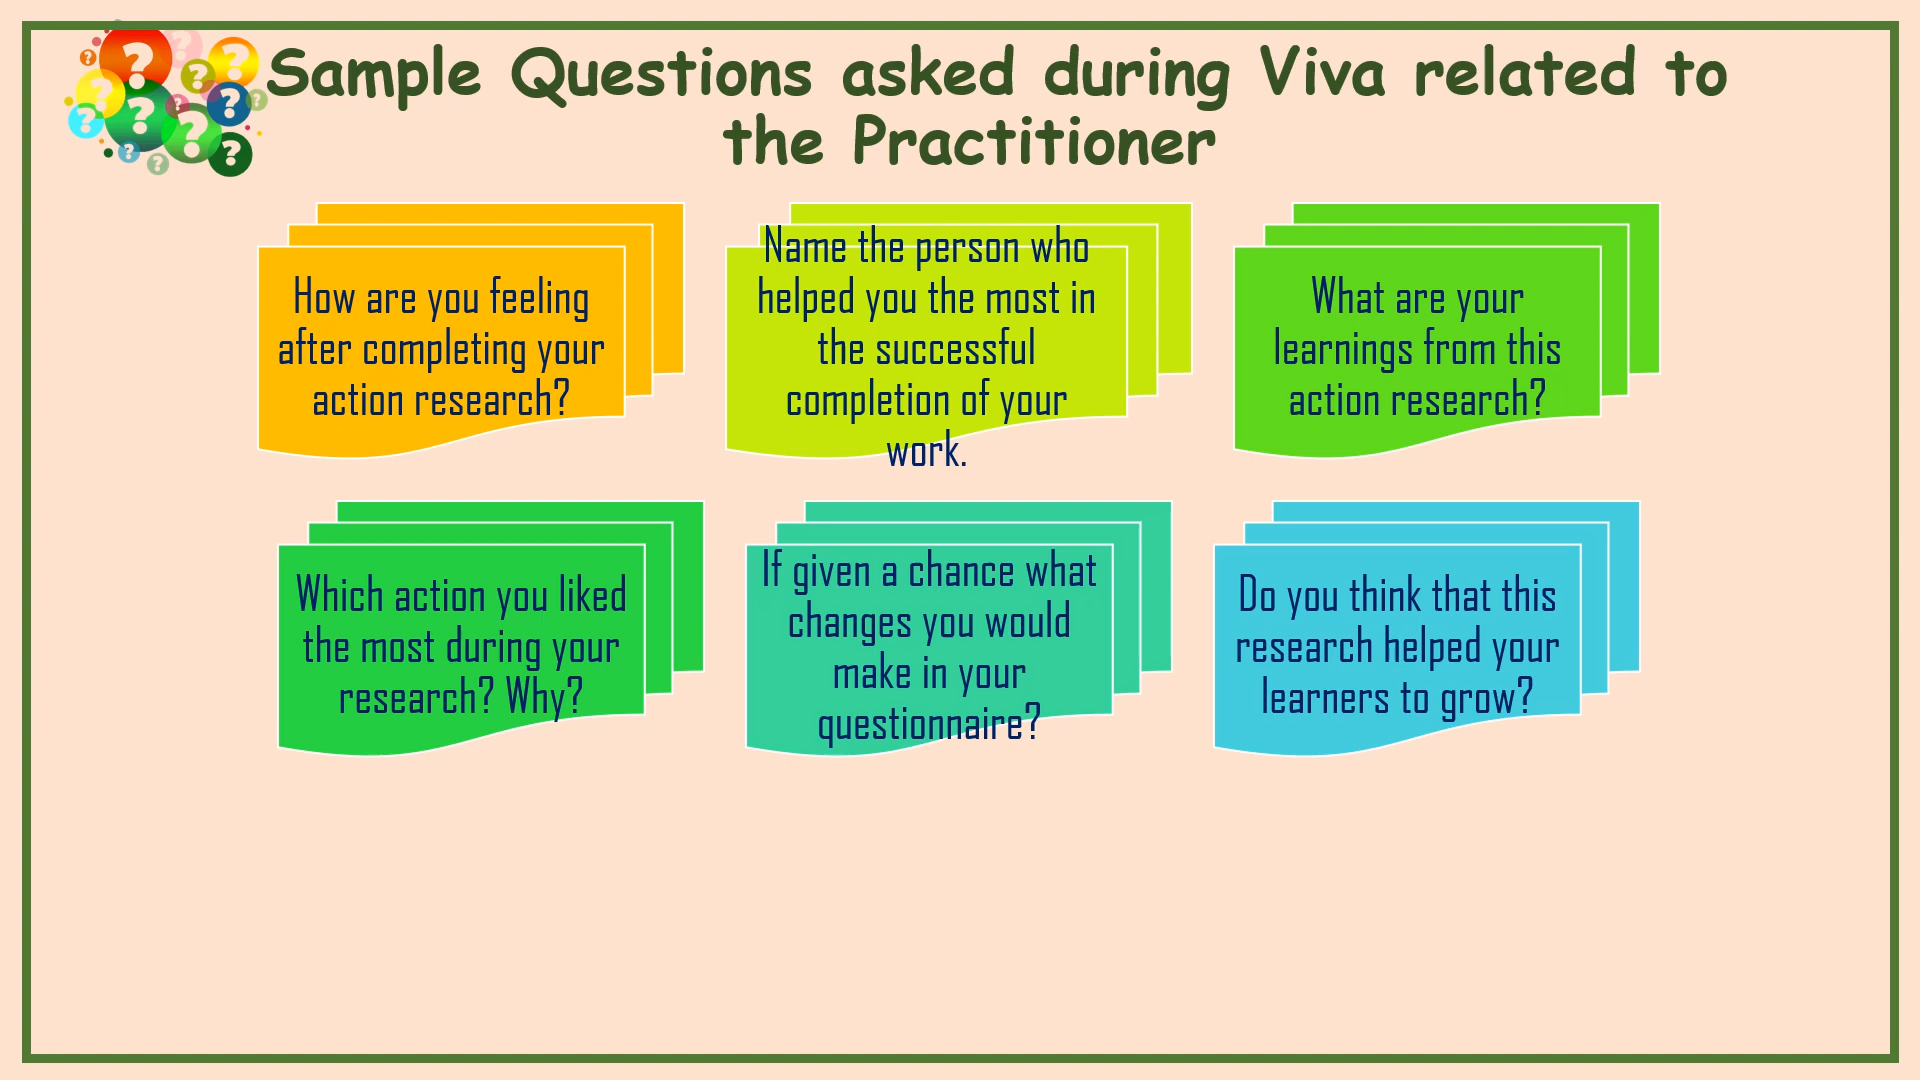 Sample Questions asked during Viva related to
the Practitioner
How are you feeling
after completing your
action research?
Name the person who
helped you the most in
the successful
completion of your
work.
What are your
learnings from this
action research?
Which action you liked
the most during your
research? Why?
If given a chance what
changes you would
make in your
questionnaire?
Do you think that this
research helped your
learners to grow?